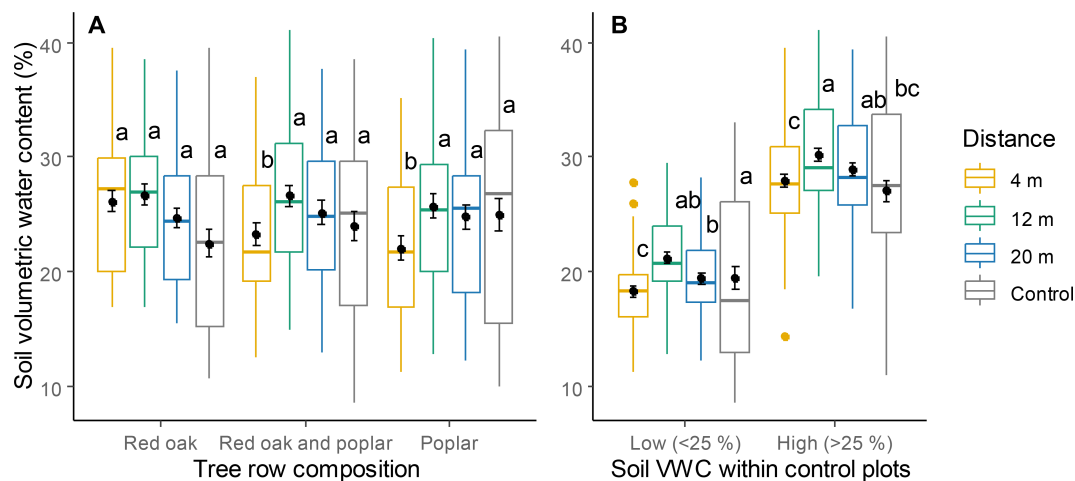 A
B
Soil volumetric water content (%)
40
30
20
10
a
a
a
a
b
a
a
a
b
a
a
a
Red oak
Red oak and poplar
Poplar
Tree row composition
40
30
20
10
c
ab
b
a
c
a
ab
bc
Low (<25 %)
High (>25 %)
Soil VWC within control plots
Distance
4 m
12 m
20 m
Control